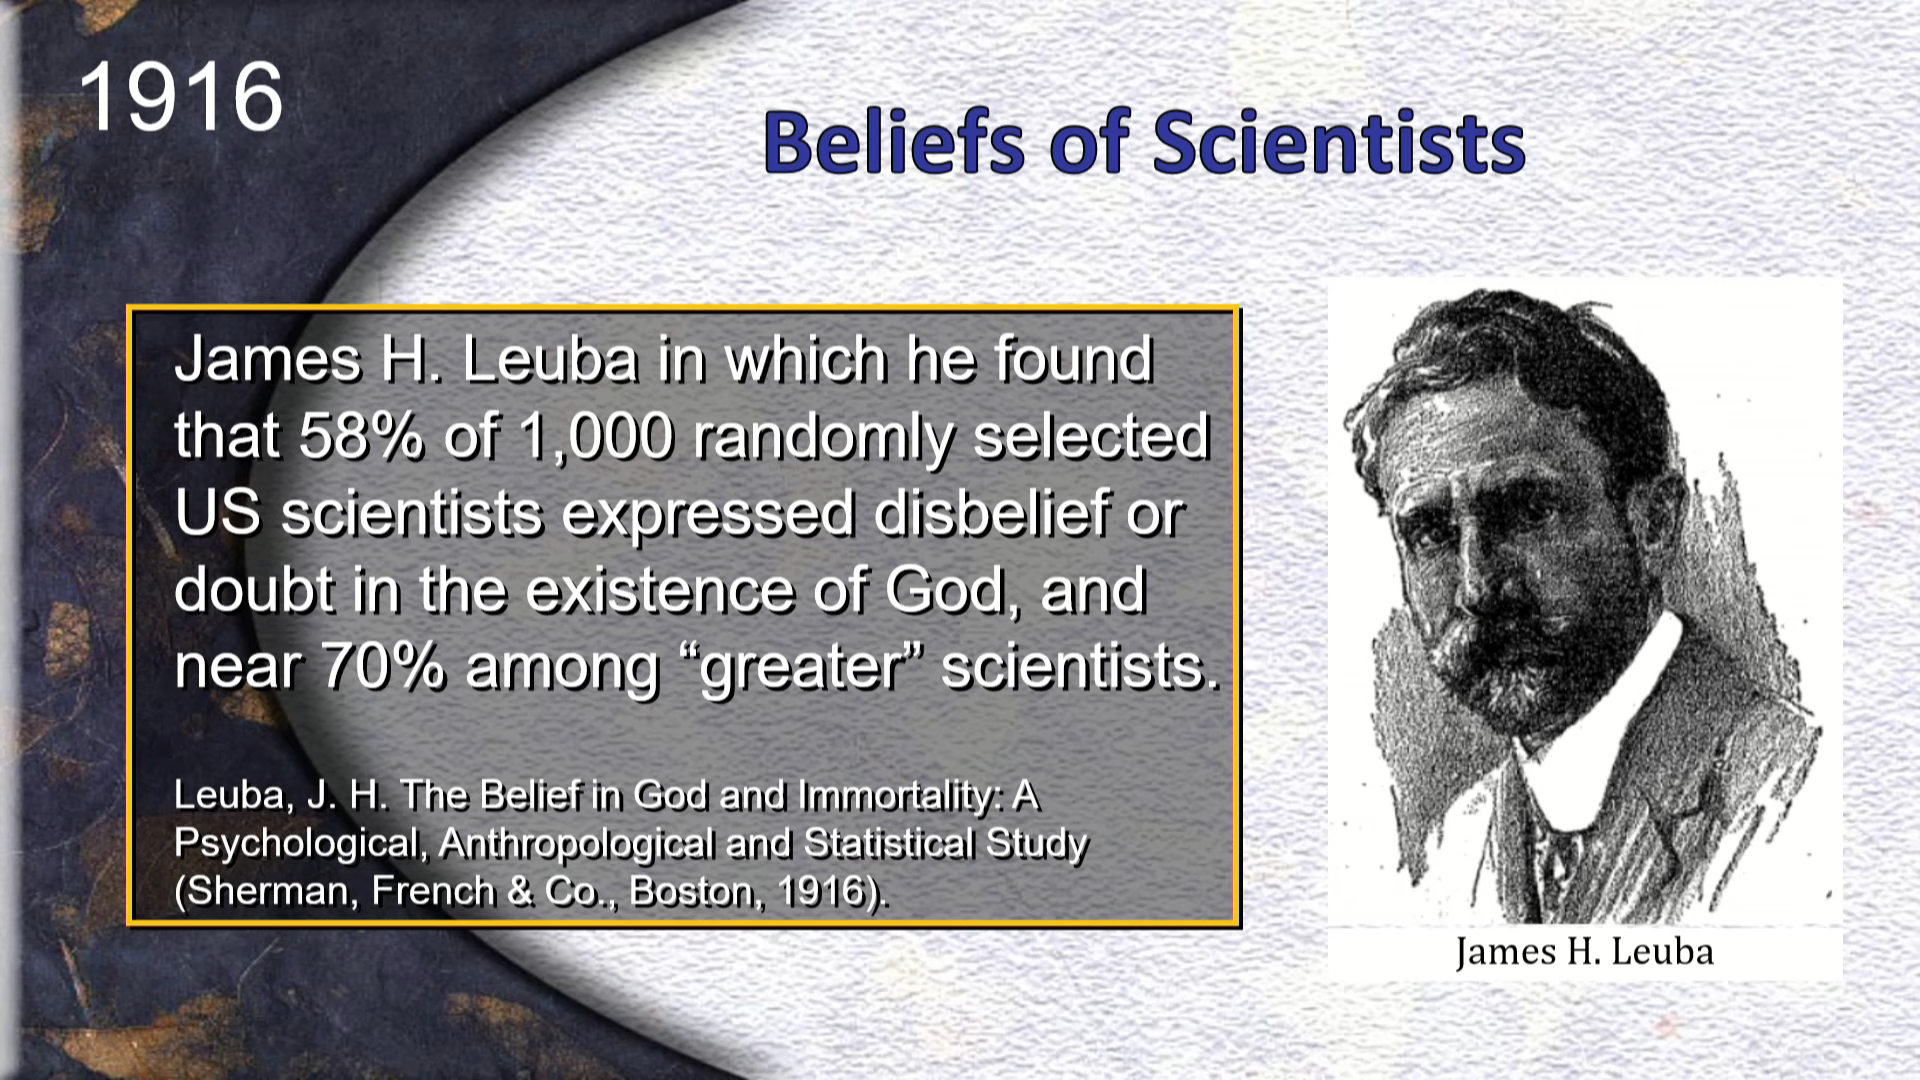 1916
Beliefs of Scientists
James H. Leuba in which he found
that 58% of 1,000 randomly selected
US scientists expressed disbelief or
doubt in the existence of God, and
near 70% among “greater” scientists.
Leuba, J. H. The Belief in God and Immortality: A
Psychological, Anthropological and Statistical Study
(Sherman, French & Co., Boston, 1916).
James H. Leuba